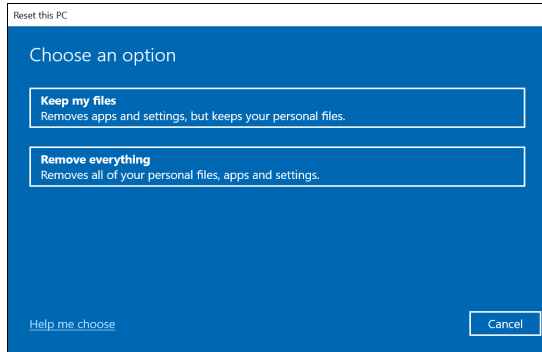 Reset this PC
Choose an option
Keep my files
Removes apps and settings, but keeps your personal files.
Remove everything
Removes all of your personal files, apps and settings.
Help me choose
Cancel